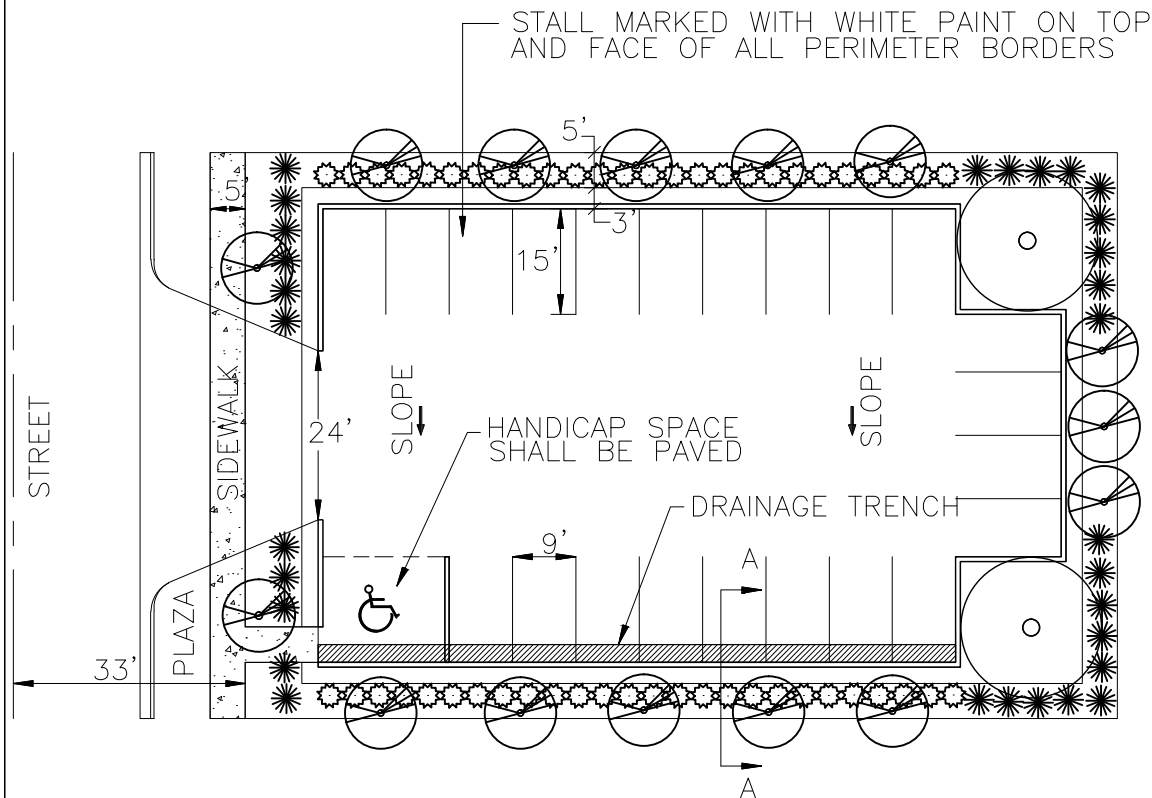 STALL MARKED WITH WHITE PAINT ON TOP
AND FACE OF ALL PERIMETER BORDERS
5'
5'
3'
15'
STREET
SIDEWALK
24'
SLOPE
SLOPE
HANDICAP SPACE
SHALL BE PAVED
DRAINAGE TRENCH
9'
A
PLAZA
33'
A